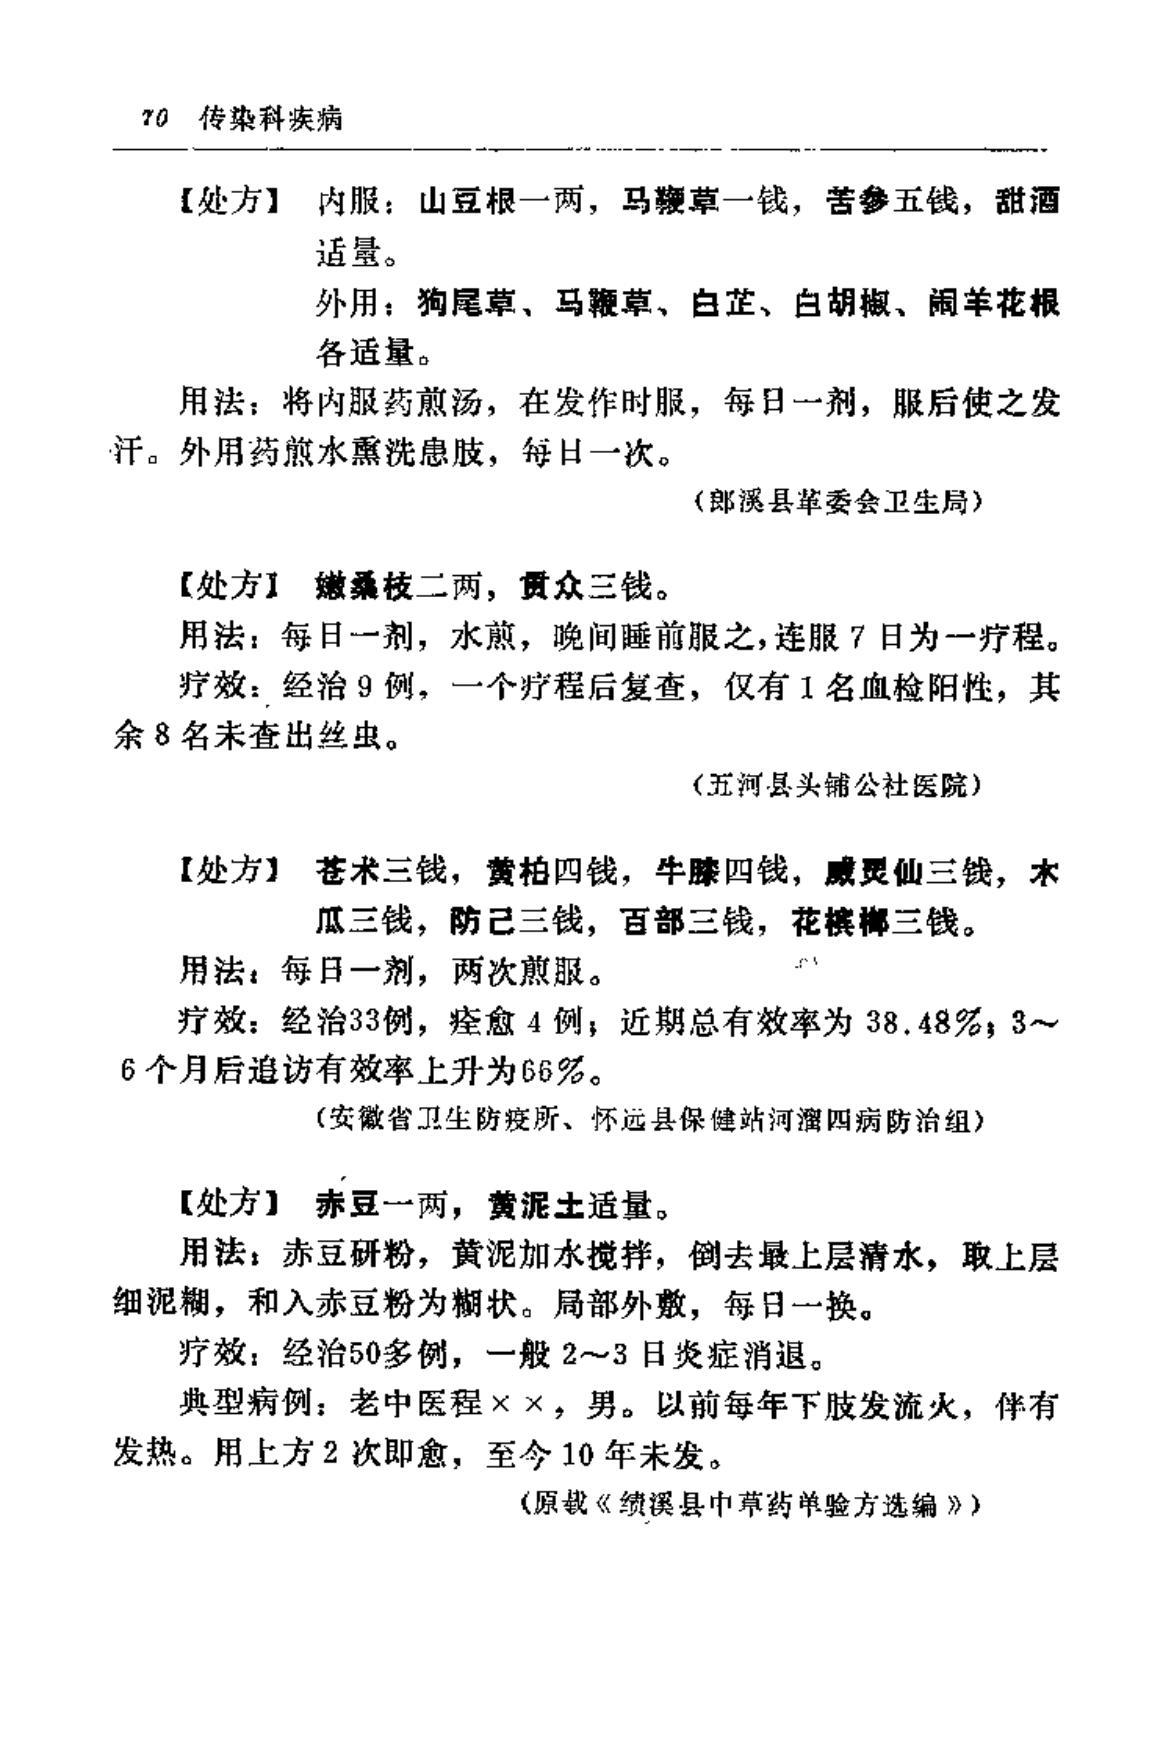 70 传染科疾病
【处方】 内服：山豆根一两，马鞭草一钱，苦参五钱，甜酒
适量。
外用：狗尾草、马鞭草、白芷、白胡椒、闹羊花根
各适量。
用法：将内服药煎汤，在发作时服，每日一剂，服后使之发
汗。外用药煎水熏洗患肢，每日一次。
（郎溪县革委会卫生局）
【处方】 嫩桑枝二两，贯众三钱。
用法：每日一剂，水煎，晚间睡前服之，连服7日为一疗程。
疗效：经治9例，一个疗程后复查，仅有1名血检阳性，其
余8名未查出丝虫。
（五河县头铺公社医院）
【处方】 苍术三钱，黄柏四钱，牛膝四钱，威灵仙三钱，木
瓜三钱，防己三钱，百部三钱，花槟榔三钱。
用法：每日一剂，两次煎服。
疗效：经治33例，痊愈4例；近期总有效率为38.48%；3～
6个月后追访有效率上升为66%。
（安徽省卫生防疫所、怀远县保健站河溜四病防治组）
【处方】 赤豆一两，黄泥土适量。
用法：赤豆研粉，黄泥加水搅拌，倒去最上层清水，取上层
细泥糊，和入赤豆粉为糊状。局部外敷，每日一换。
疗效：经治50多例，一般2～3日炎症消退。
典型病例：老中医程××，男。以前每年下肢发流火，伴有
发热。用上方2次即愈，至今10年未发。
（原载《绩溪县中草药单验方选编》）